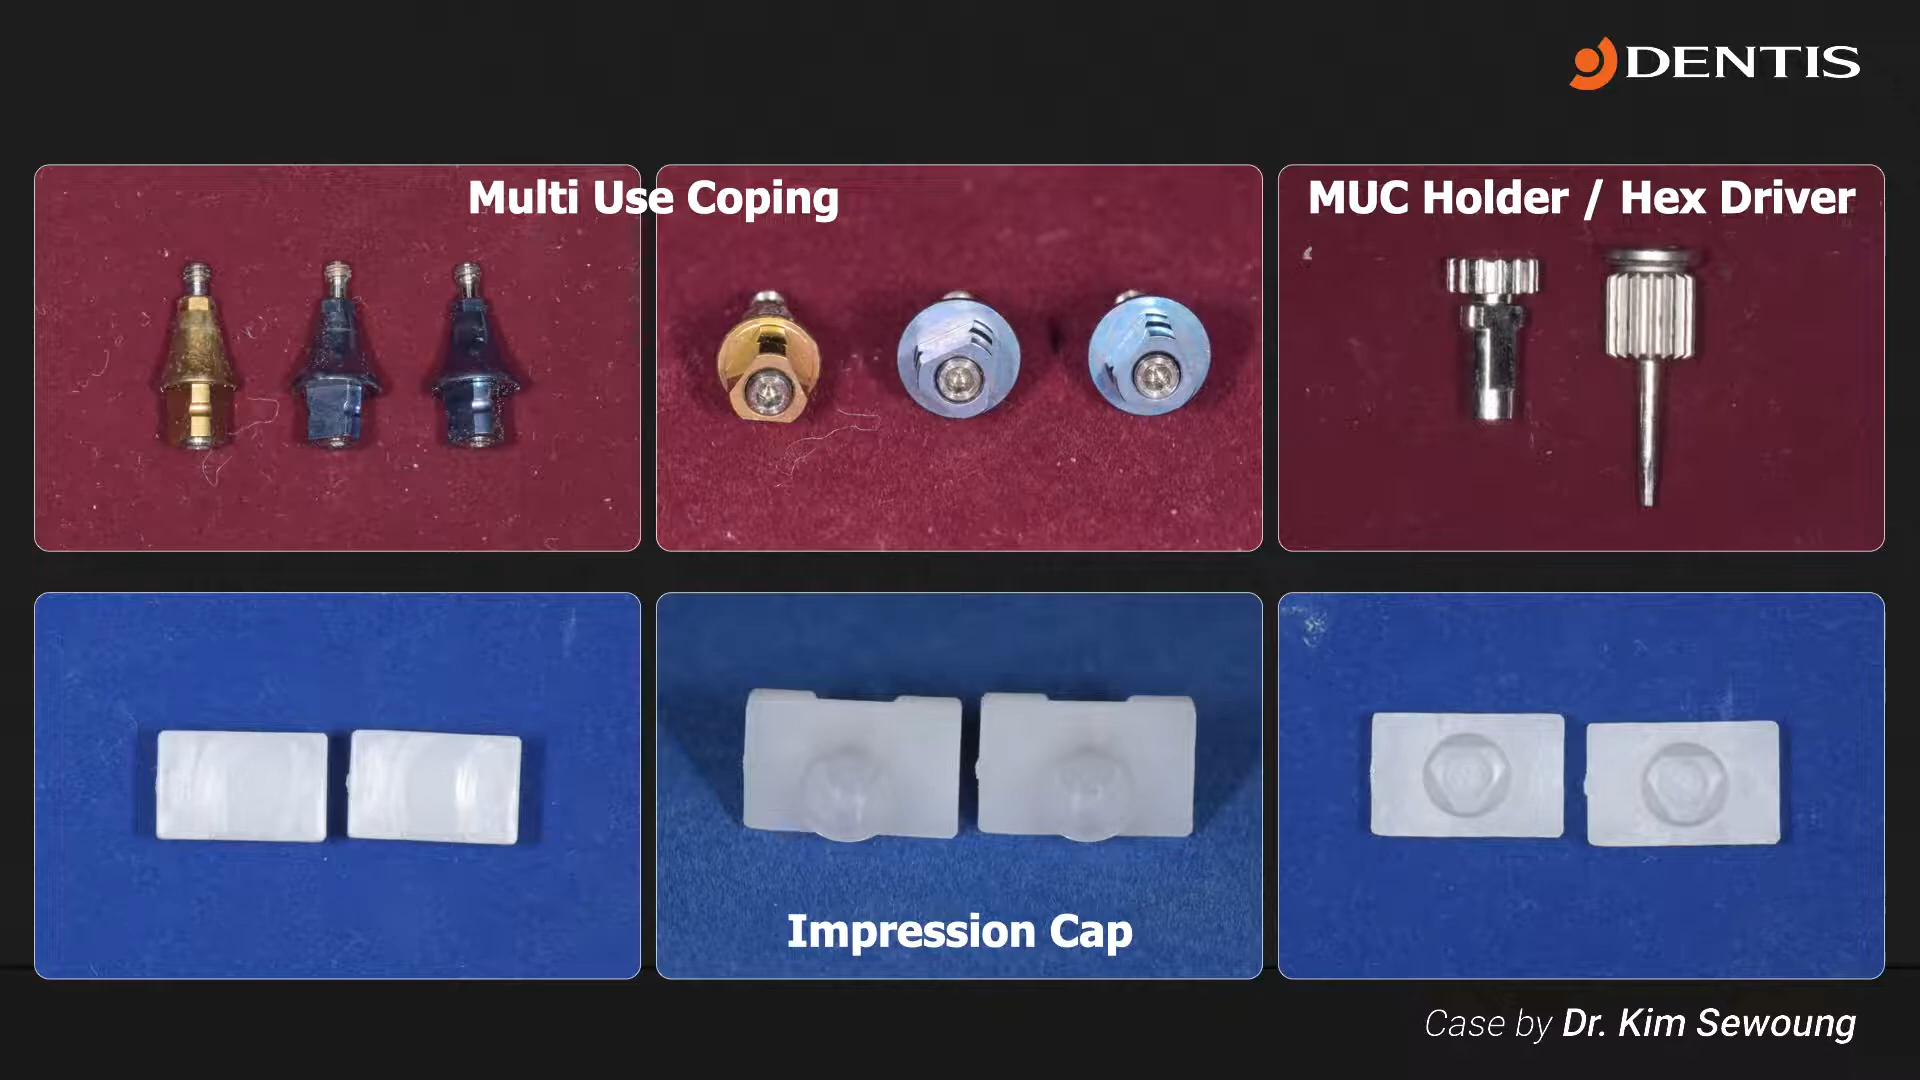 DENTIS
Multi Use Coping
MUC Holder / Hex Driver
Impression Cap
Case by Dr. Kim Sewoung